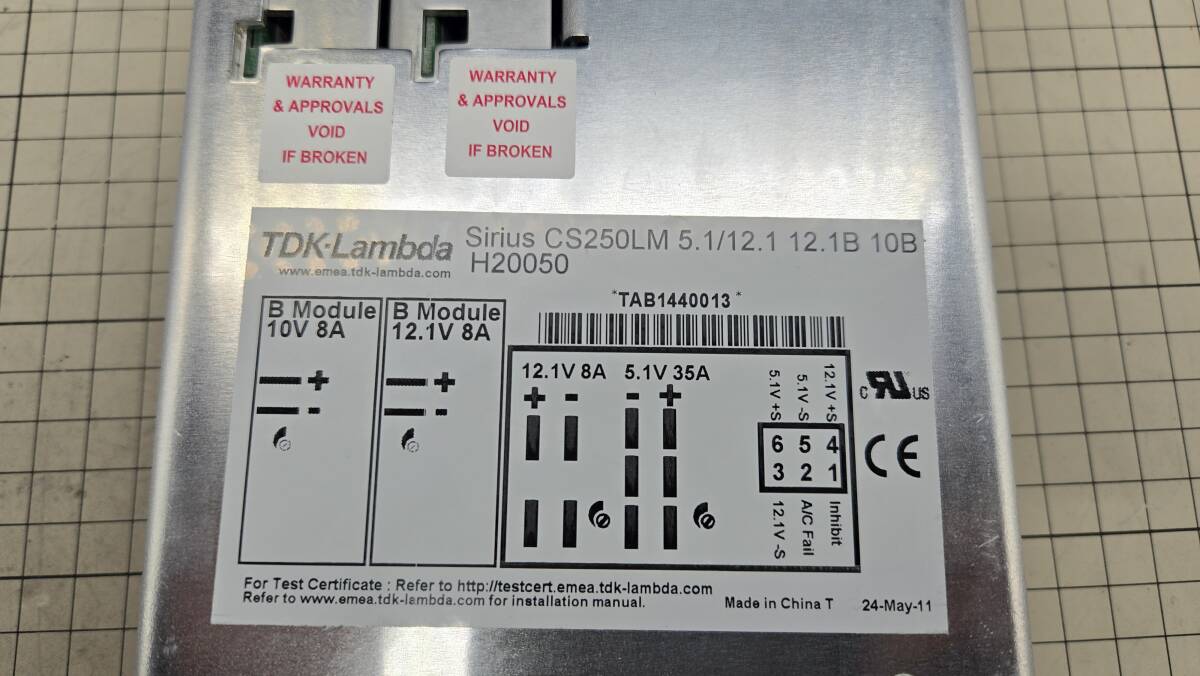 WARRANTY
& APPROVALS
VOID
IF BROKEN
WARRANTY
& APPROVALS
VOID
IF BROKEN
TDK-Lambda
www.emea.tdk-lambda.com
Sirius CS250LM 5.1/12.1 12.1B 10B
H20050
*TAB1440013*
B Module
10V 8A
+
-
B Module
12.1V 8A
+
-
12.1V 8A 5.1V 35A
+ - - +
5.1V +S
5.1V -S
12.1V +S
6 5 4
3 2 1
12.1V -S
A/C Fail
Inhibit
c RU US
CE
For Test Certificate : Refer to http://testcert.emea.tdk-lambda.com
Refer to www.emea.tdk-lambda.com for installation manual.
Made in China T 24-May-11